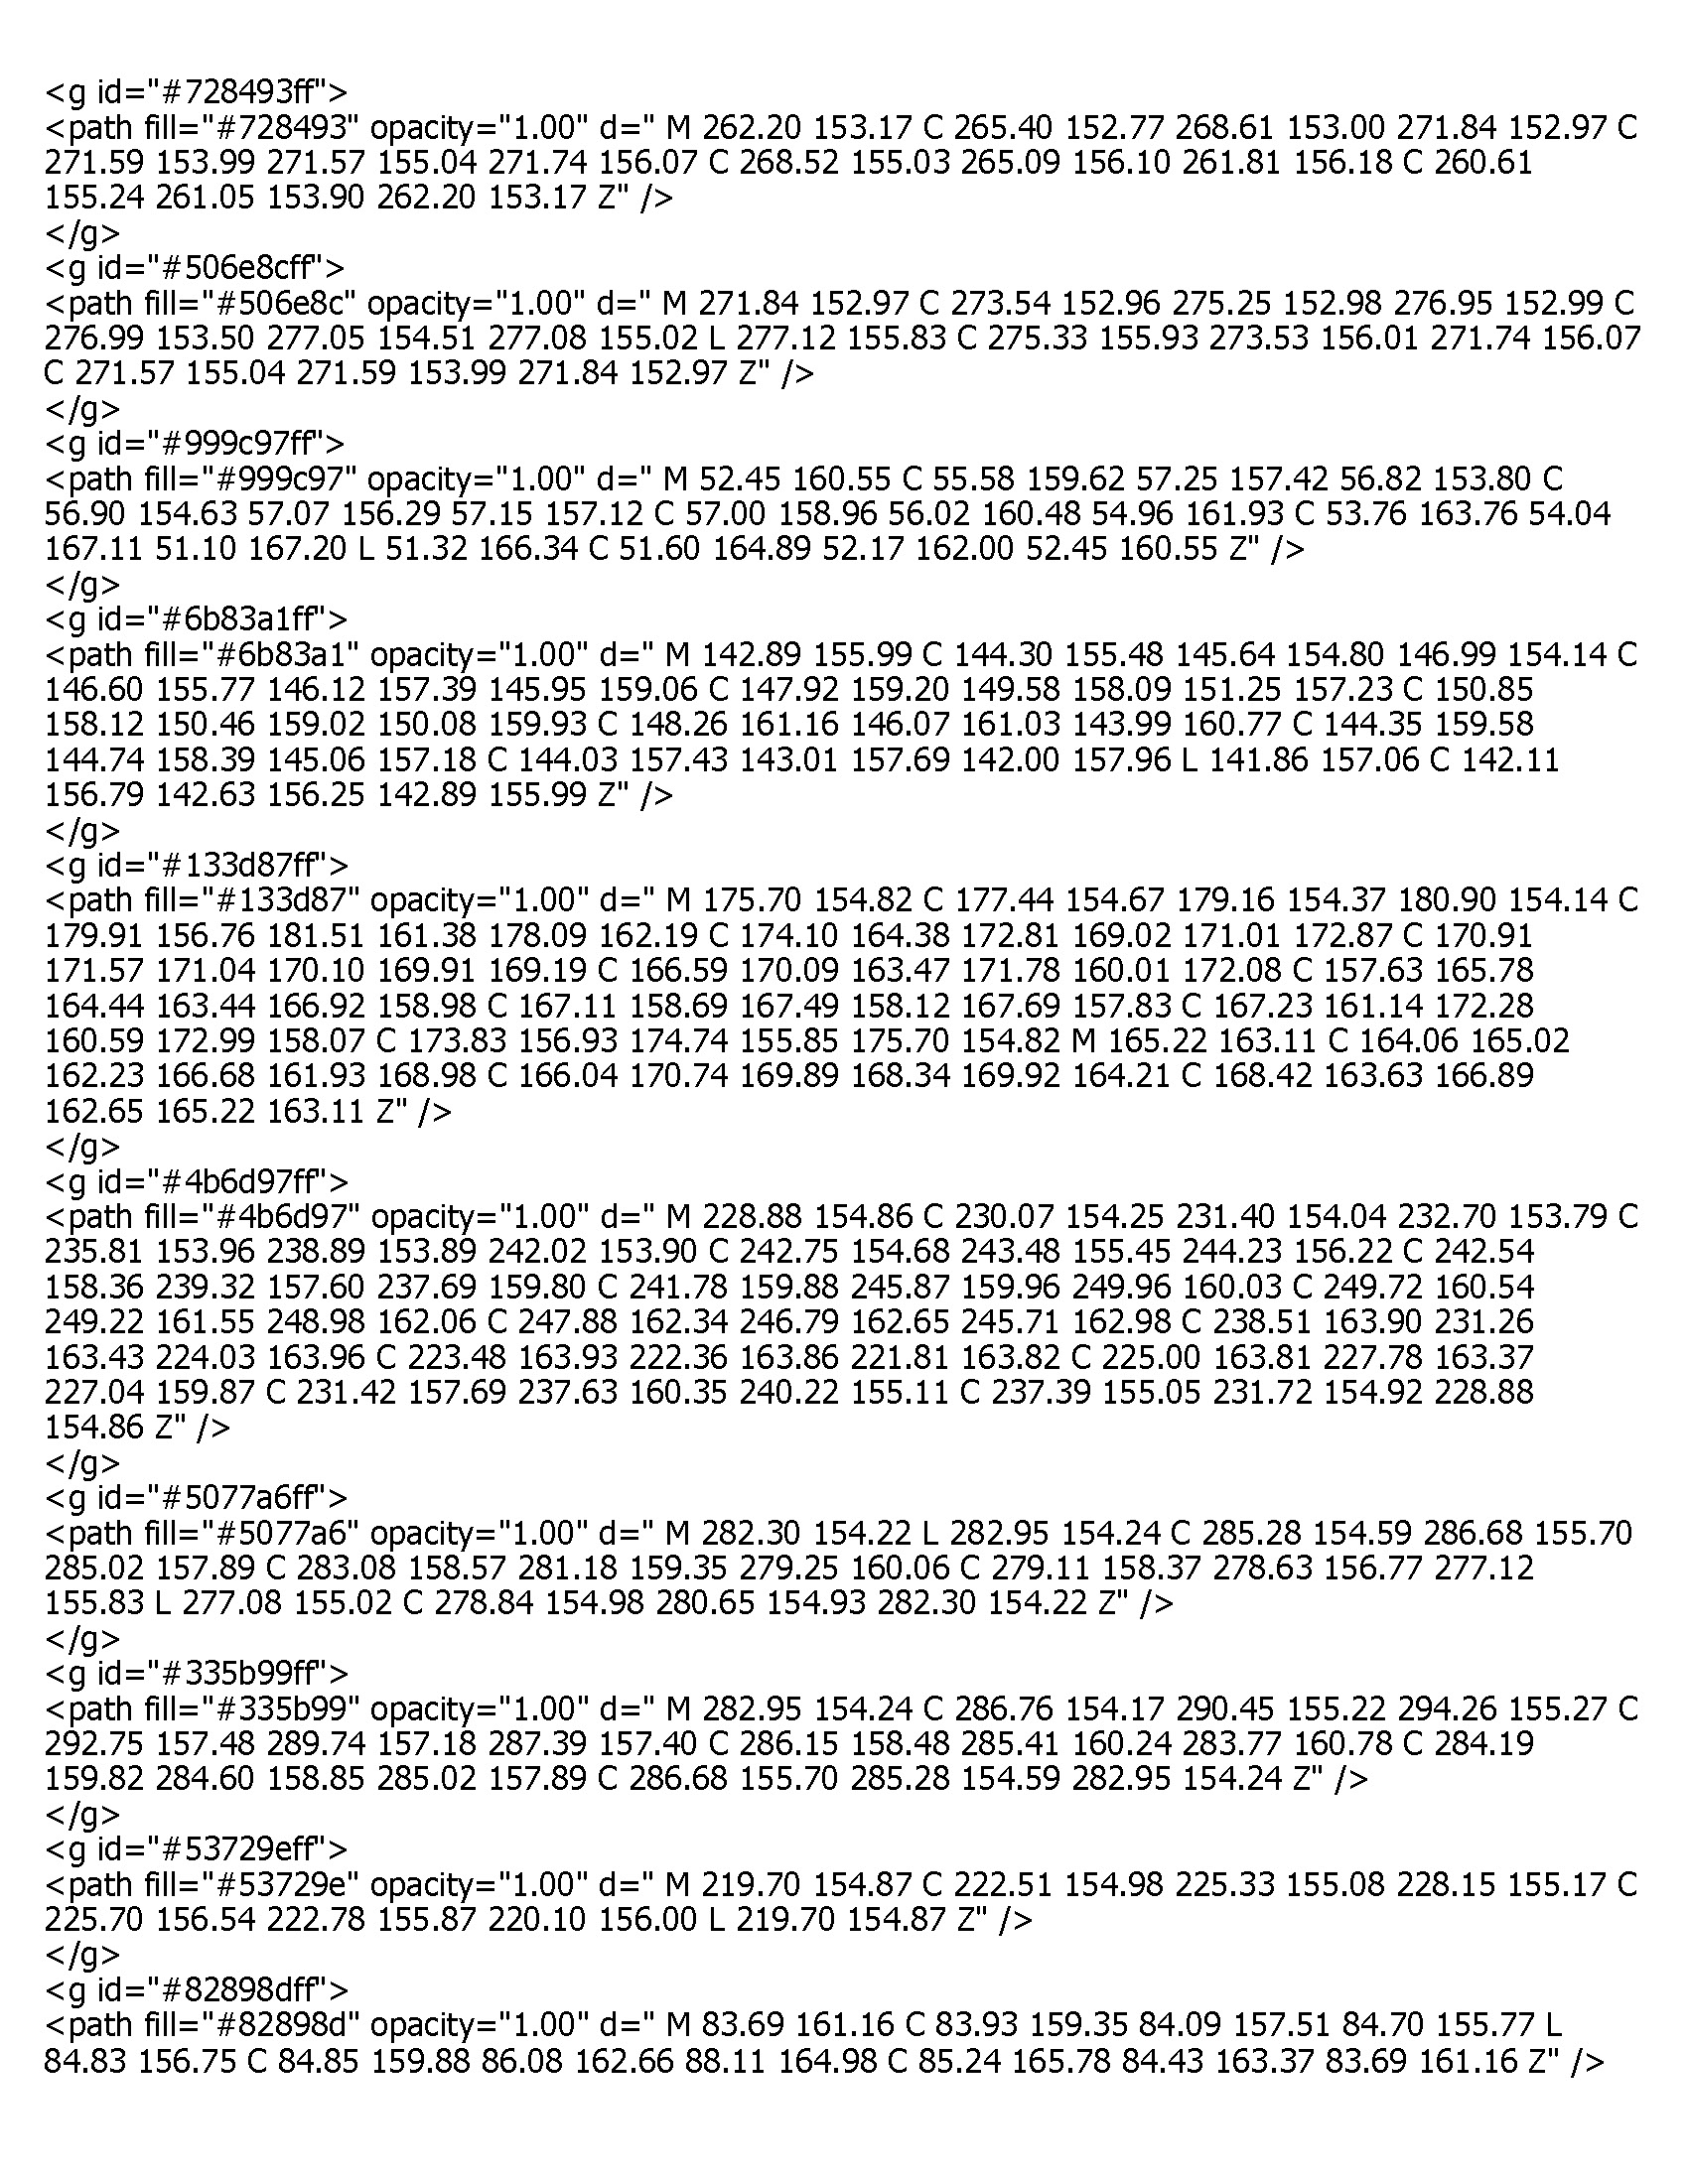 <g id="#728493ff">
<path fill="#728493" opacity="1.00" d=" M 262.20 153.17 C 265.40 152.77 268.61 153.00 271.84 152.97 C
271.59 153.99 271.57 155.04 271.74 156.07 C 268.52 155.03 265.09 156.10 261.81 156.18 C 260.61
155.24 261.05 153.90 262.20 153.17 Z" />
</g>
<g id="#506e8cff">
<path fill="#506e8c" opacity="1.00" d=" M 271.84 152.97 C 273.54 152.96 275.25 152.98 276.95 152.99 C
276.99 153.50 277.05 154.51 277.08 155.02 L 277.12 155.83 C 275.33 155.93 273.53 156.01 271.74 156.07
C 271.57 155.04 271.59 153.99 271.84 152.97 Z" />
</g>
<g id="#999c97ff">
<path fill="#999c97" opacity="1.00" d=" M 52.45 160.55 C 55.58 159.62 57.25 157.42 56.82 153.80 C
56.90 154.63 57.07 156.29 57.15 157.12 C 57.00 158.96 56.02 160.48 54.96 161.93 C 53.76 163.76 54.04
167.11 51.10 167.20 L 51.32 166.34 C 51.60 164.89 52.17 162.00 52.45 160.55 Z" />
</g>
<g id="#6b83a1ff">
<path fill="#6b83a1" opacity="1.00" d=" M 142.89 155.99 C 144.30 155.48 145.64 154.80 146.99 154.14 C
146.60 155.77 146.12 157.39 145.95 159.06 C 147.92 159.20 149.58 158.09 151.25 157.23 C 150.85
158.12 150.46 159.02 150.08 159.93 C 148.26 161.16 146.07 161.03 143.99 160.77 C 144.35 159.58
144.74 158.39 145.06 157.18 C 144.03 157.43 143.01 157.69 142.00 157.96 L 141.86 157.06 C 142.11
156.79 142.63 156.25 142.89 155.99 Z" />
</g>
<g id="#133d87ff">
<path fill="#133d87" opacity="1.00" d=" M 175.70 154.82 C 177.44 154.67 179.16 154.37 180.90 154.14 C
179.91 156.76 181.51 161.38 178.09 162.19 C 174.10 164.38 172.81 169.02 171.01 172.87 C 170.91
171.57 171.04 170.10 169.91 169.19 C 166.59 170.09 163.47 171.78 160.01 172.08 C 157.63 165.78
164.44 163.44 166.92 158.98 C 167.11 158.69 167.49 158.12 167.69 157.83 C 167.23 161.14 172.28
160.59 172.99 158.07 C 173.83 156.93 174.74 155.85 175.70 154.82 M 165.22 163.11 C 164.06 165.02
162.23 166.68 161.93 168.98 C 166.04 170.74 169.89 168.34 169.92 164.21 C 168.42 163.63 166.89
162.65 165.22 163.11 Z" />
</g>
<g id="#4b6d97ff">
<path fill="#4b6d97" opacity="1.00" d=" M 228.88 154.86 C 230.07 154.25 231.40 154.04 232.70 153.79 C
235.81 153.96 238.89 153.89 242.02 153.90 C 242.75 154.68 243.48 155.45 244.23 156.22 C 242.54
158.36 239.32 157.60 237.69 159.80 C 241.78 159.88 245.87 159.96 249.96 160.03 C 249.72 160.54
249.22 161.55 248.98 162.06 C 247.88 162.34 246.79 162.65 245.71 162.98 C 238.51 163.90 231.26
163.43 224.03 163.96 C 223.48 163.93 222.36 163.86 221.81 163.82 C 225.00 163.81 227.78 163.37
227.04 159.87 C 231.42 157.69 237.63 160.35 240.22 155.11 C 237.39 155.05 231.72 154.92 228.88
154.86 Z" />
</g>
<g id="#5077a6ff">
<path fill="#5077a6" opacity="1.00" d=" M 282.30 154.22 L 282.95 154.24 C 285.28 154.59 286.68 155.70
285.02 157.89 C 283.08 158.57 281.18 159.35 279.25 160.06 C 279.11 158.37 278.63 156.77 277.12
155.83 L 277.08 155.02 C 278.84 154.98 280.65 154.93 282.30 154.22 Z" />
</g>
<g id="#335b99ff">
<path fill="#335b99" opacity="1.00" d=" M 282.95 154.24 C 286.76 154.17 290.45 155.22 294.26 155.27 C
292.75 157.48 289.74 157.18 287.39 157.40 C 286.15 158.48 285.41 160.24 283.77 160.78 C 284.19
159.82 284.60 158.85 285.02 157.89 C 286.68 155.70 285.28 154.59 282.95 154.24 Z" />
</g>
<g id="#53729eff">
<path fill="#53729e" opacity="1.00" d=" M 219.70 154.87 C 222.51 154.98 225.33 155.08 228.15 155.17 C
225.70 156.54 222.78 155.87 220.10 156.00 L 219.70 154.87 Z" />
</g>
<g id="#82898dff">
<path fill="#82898d" opacity="1.00" d=" M 83.69 161.16 C 83.93 159.35 84.09 157.51 84.70 155.77 L
84.83 156.75 C 84.85 159.88 86.08 162.66 88.11 164.98 C 85.24 165.78 84.43 163.37 83.69 161.16 Z" />